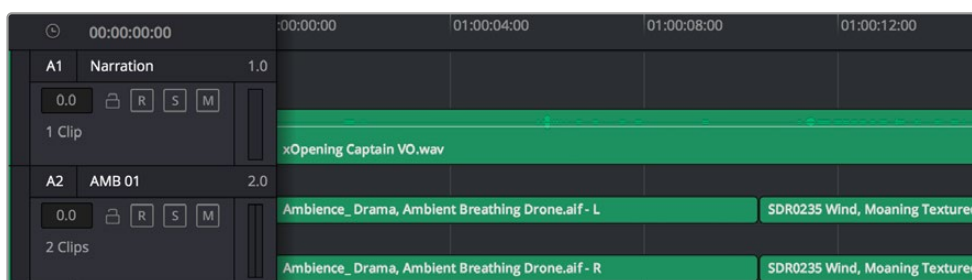 00:00:00:00 :00:00:00 01:00:04:00 01:00:08:00 01:00:12:00
A1 Narration 1.0
0.0 R S M
1 Clip
xOpening Captain VO.wav
A2 AMB 01 2.0
Ambience_ Drama, Ambient Breathing Drone.aif - L SDR0235 Wind, Moaning Texture
0.0 R S M
2 Clips
Ambience_ Drama, Ambient Breathing Drone.aif - R SDR0235 Wind, Moaning Texture